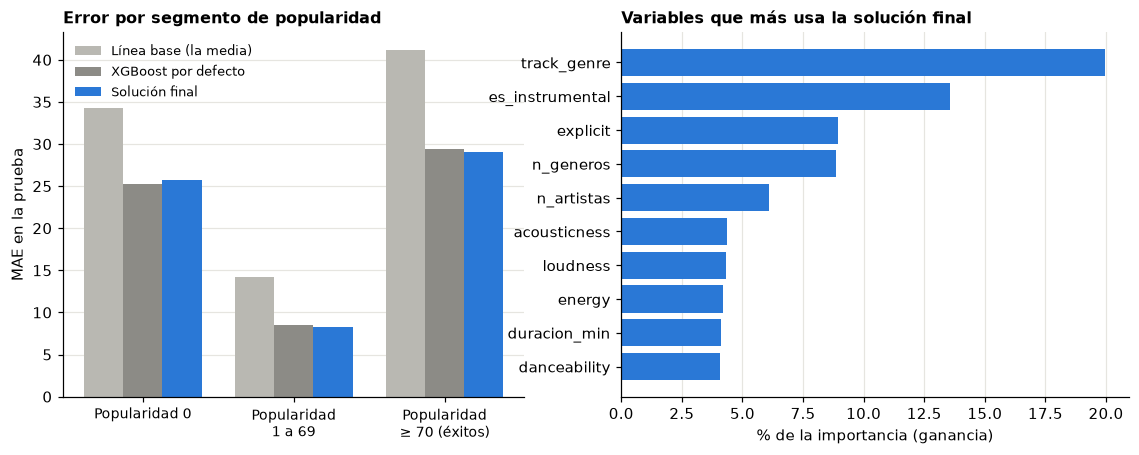 Error por segmento de popularidad
Línea base (la media)
XGBoost por defecto
Solución final
MAE en la prueba
40
35
30
25
20
15
10
5
0
Popularidad 0
Popularidad
1 a 69
Popularidad
≥ 70 (éxitos)
Variables que más usa la solución final
track_genre
es_instrumental
explicit
n_generos
n_artistas
acousticness
loudness
energy
duracion_min
danceability
0.0 2.5 5.0 7.5 10.0 12.5 15.0 17.5 20.0
% de la importancia (ganancia)